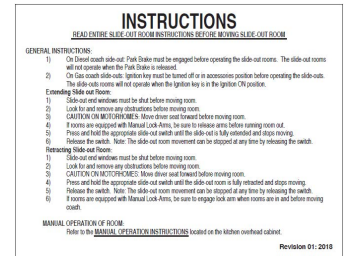 INSTRUCTIONS
READ ENTIRE SLIDE-OUT ROOM INSTRUCTIONS BEFORE MOVING SLIDE-OUT ROOM
GENERAL INSTRUCTIONS:
1) On Diesel coach side-out: Park Brake must be engaged before operating the slide-out rooms. The slide-out rooms
will not operate when the Park Brake is released.
2) On Gas coach slide-outs: Ignition key must be turned off or in accessories position before operating the slide-outs.
The slide-outs rooms will not operate when the Ignition key is in the Ignition ON position.
Extending Slide out Room:
1) Slide-out end windows must be shut before moving room.
2) Look for and remove any obstructions before moving room.
3) CAUTION ON MOTORHOMES: Move driver seat forward before moving room.
4) If rooms are equipped with Manual Lock-Arms, be sure to release arms before running room out.
5) Press and hold the appropriate slide-out switch until the slide-out is fully extended and stops moving.
6) Release the switch. Note: The slide-out room movement can be stopped at any time by releasing the switch.
Retracting Slide-out Room:
1) Slide-out end windows must be shut before moving room.
2) Look for and remove any obstructions before moving room.
3) CAUTION ON MOTORHOMES: Move driver seat forward before moving room.
4) Press and hold the appropriate slide-out switch until the slide-out room is fully retracted and stops moving.
5) Release the switch. Note: The slide-out room movement can be stopped at any time by releasing the switch.
6) If rooms are equipped with Manual Lock-Arms, be sure to engage lock arm when rooms are in and before moving
coach.
MANUAL OPERATION OF ROOM:
Refer to the MANUAL OPERATION INSTRUCTIONS located on the kitchen overhead cabinet.
Revision 01: 2018